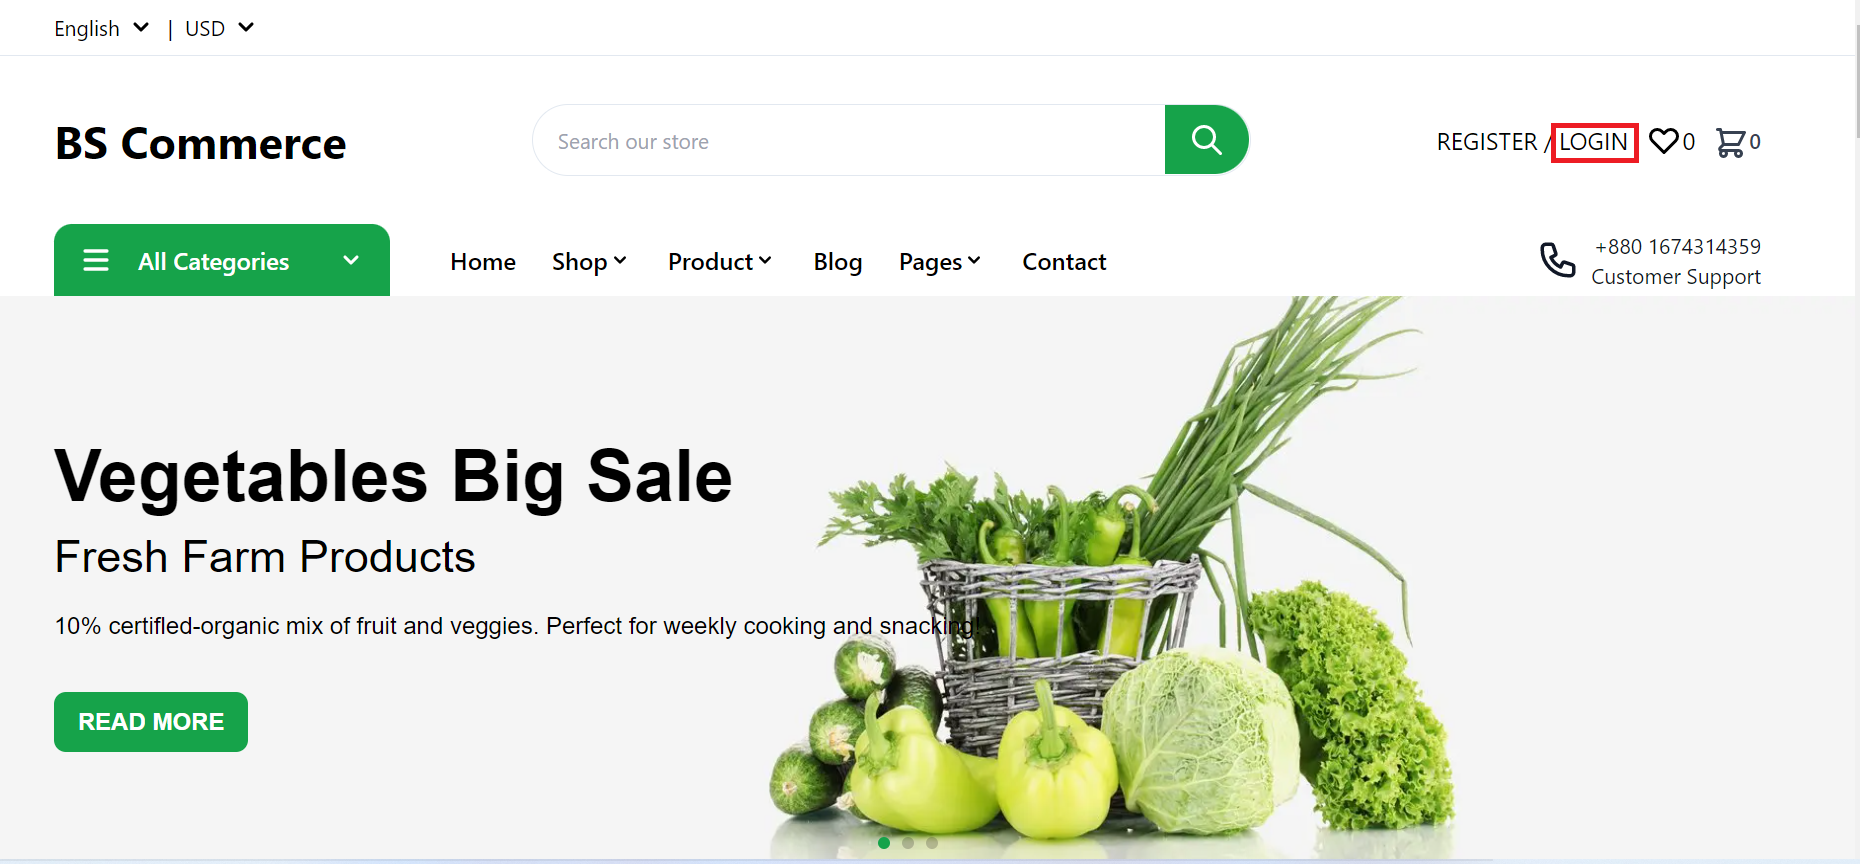 English | USD
BS Commerce
Search our store
REGISTER / LOGIN 0 0
All Categories Home Shop Product Blog Pages Contact
+880 1674314359
Customer Support
Vegetables Big Sale
Fresh Farm Products
10% certifled-organic mix of fruit and veggies. Perfect for weekly cooking and snacking!
READ MORE